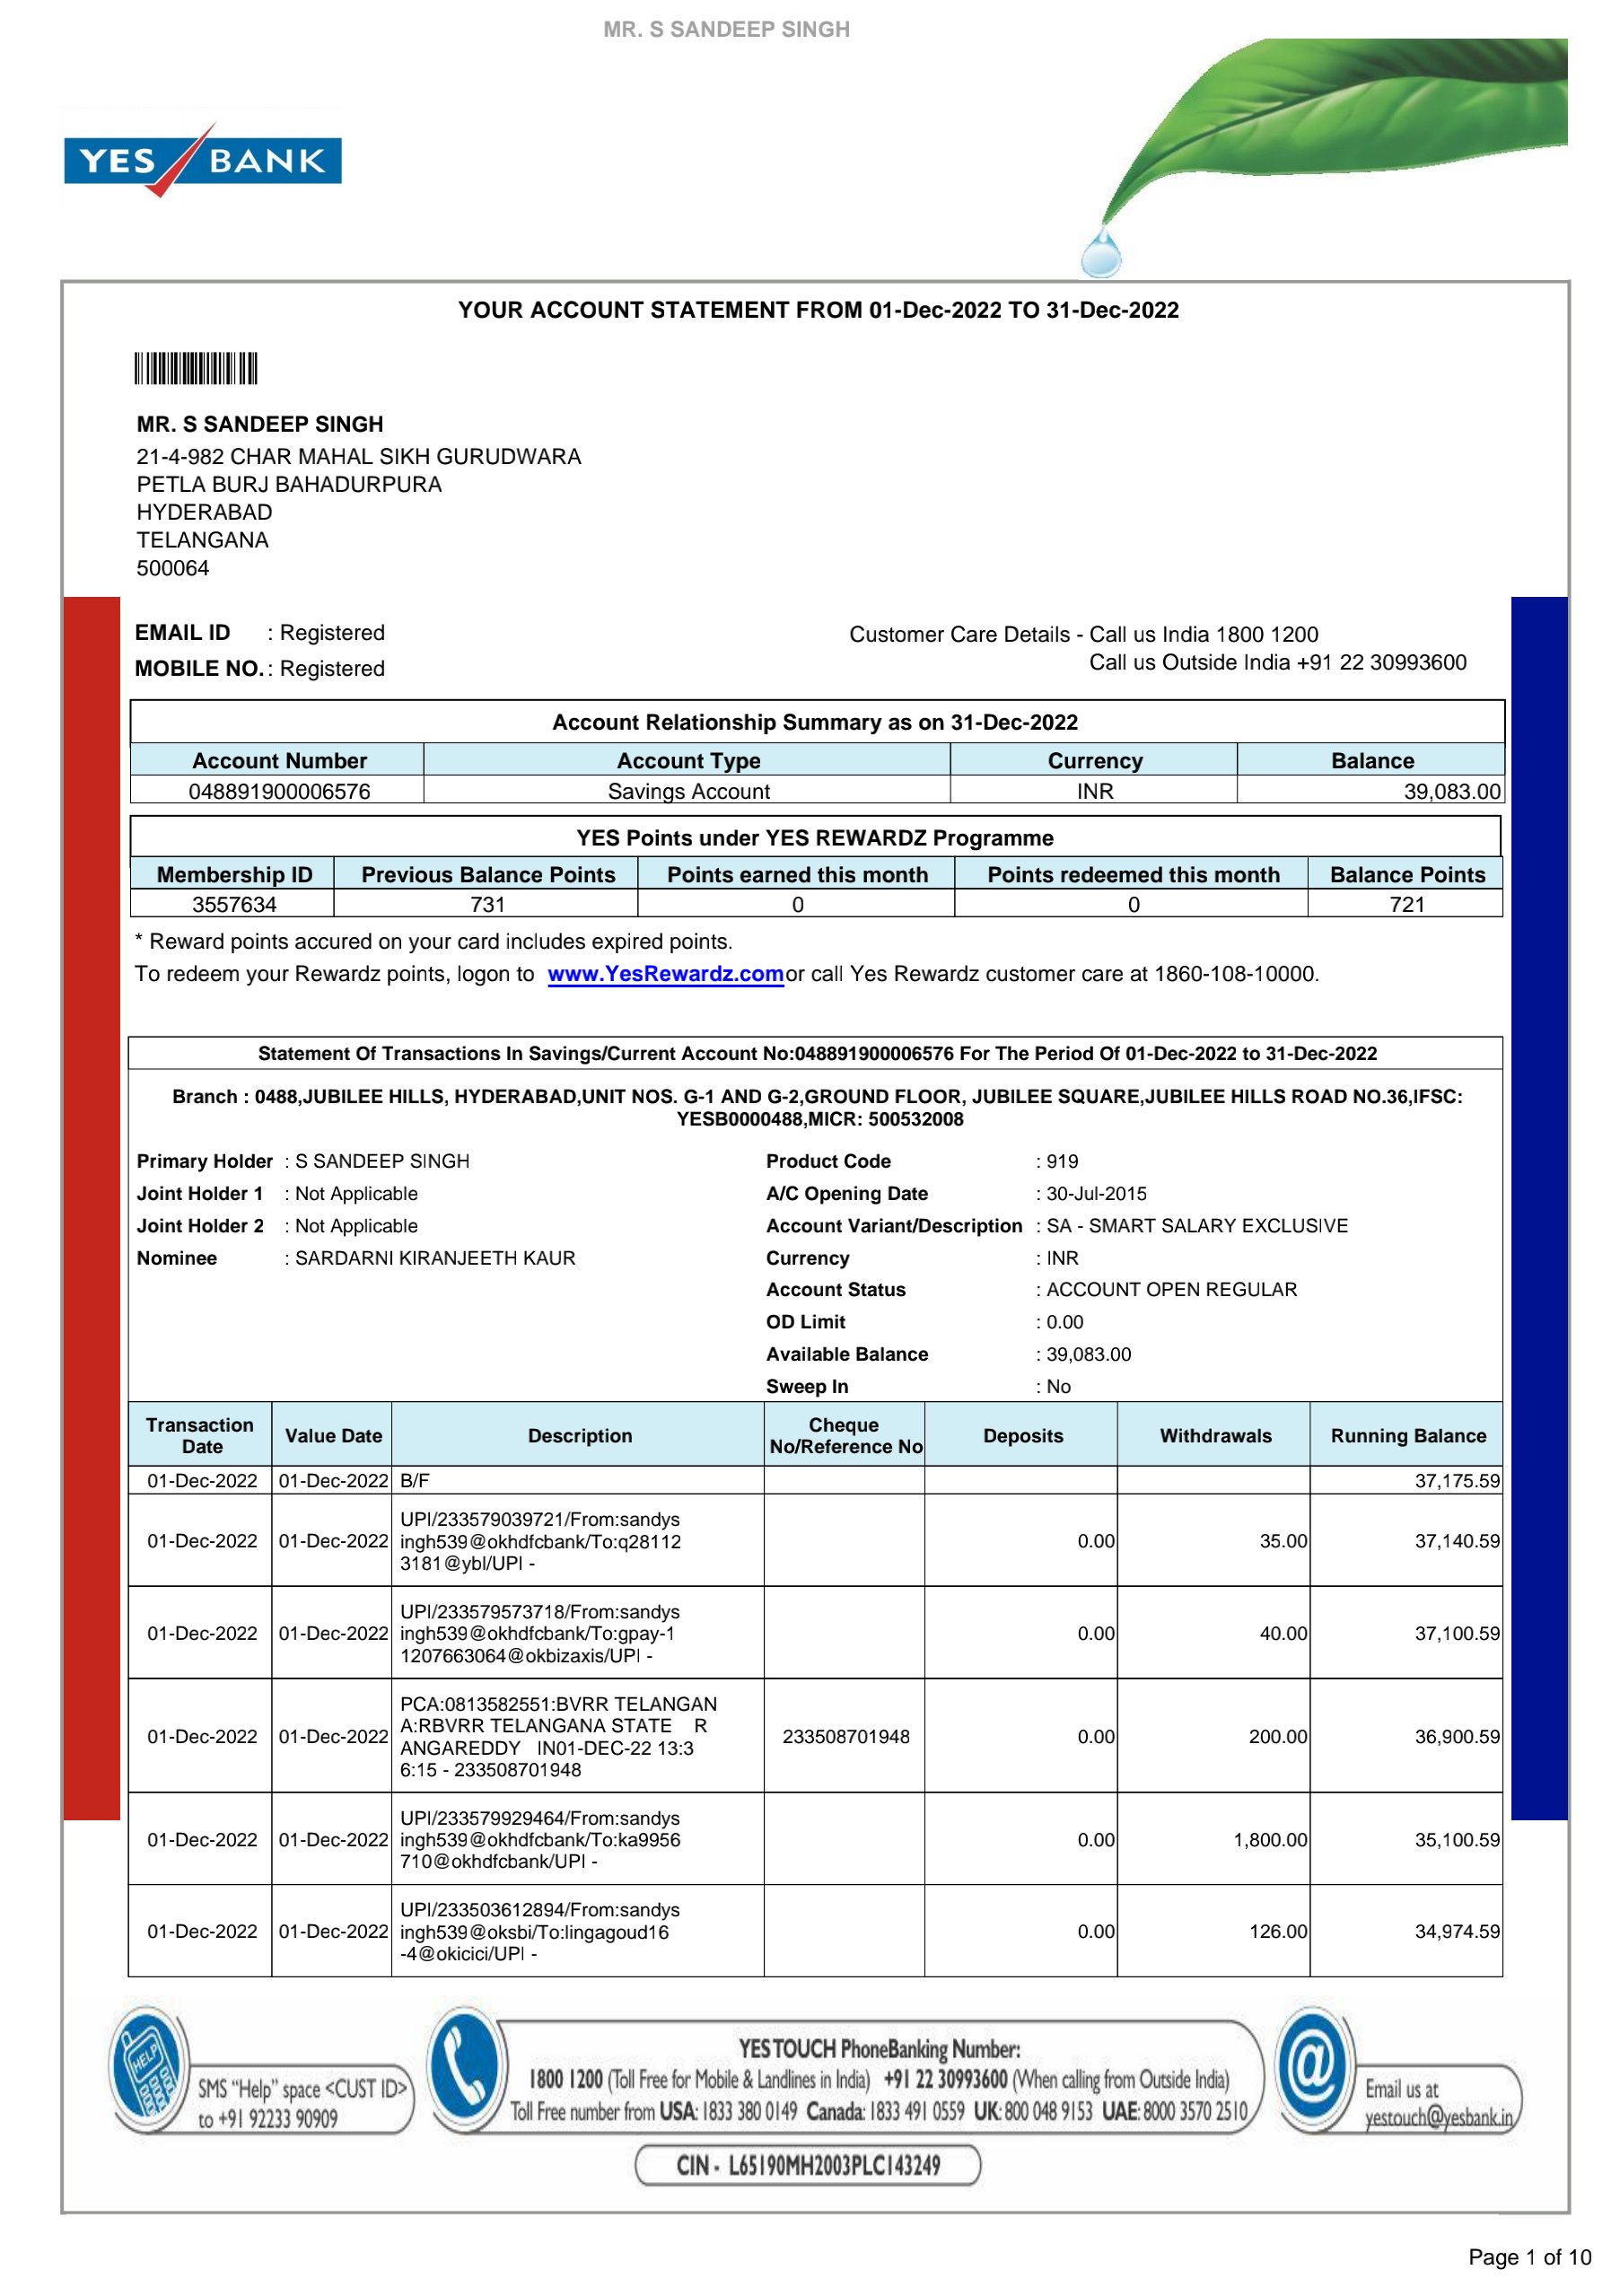 MR. S SANDEEP SINGH
YES BANK
YOUR ACCOUNT STATEMENT FROM 01-Dec-2022 TO 31-Dec-2022
MR. S SANDEEP SINGH
21-4-982 CHAR MAHAL SIKH GURUDWARA
PETLA BURJ BAHADURPURA
HYDERABAD
TELANGANA
500064
EMAIL ID : Registered
MOBILE NO. : Registered
Customer Care Details - Call us India 1800 1200
Call us Outside India +91 22 30993600
Account Relationship Summary as on 31-Dec-2022
Account Number Account Type Currency Balance
048891900006576 Savings Account INR 39,083.00
YES Points under YES REWARDZ Programme
Membership ID Previous Balance Points Points earned this month Points redeemed this month Balance Points
3557634 731 0 0 721
* Reward points accured on your card includes expired points.
To redeem your Rewardz points, logon to www.YesRewardz.comor call Yes Rewardz customer care at 1860-108-10000.
Statement Of Transactions In Savings/Current Account No:048891900006576 For The Period Of 01-Dec-2022 to 31-Dec-2022
Branch : 0488,JUBILEE HILLS, HYDERABAD,UNIT NOS. G-1 AND G-2,GROUND FLOOR, JUBILEE SQUARE,JUBILEE HILLS ROAD NO.36,IFSC:
YESB0000488,MICR: 500532008
Primary Holder : S SANDEEP SINGH Product Code : 919
Joint Holder 1 : Not Applicable A/C Opening Date : 30-Jul-2015
Joint Holder 2 : Not Applicable Account Variant/Description : SA - SMART SALARY EXCLUSIVE
Nominee : SARDARNI KIRANJEETH KAUR Currency : INR
Account Status : ACCOUNT OPEN REGULAR
OD Limit : 0.00
Available Balance : 39,083.00
Sweep In : No
Transaction Date Value Date Description Cheque No/Reference No Deposits Withdrawals Running Balance
01-Dec-2022 01-Dec-2022 B/F 37,175.59
UPI/233579039721/From:sandys
01-Dec-2022 01-Dec-2022 ingh539@okhdfcbank/To:q28112 0.00 35.00 37,140.59
3181@ybl/UPI -
UPI/233579573718/From:sandys
01-Dec-2022 01-Dec-2022 ingh539@okhdfcbank/To:gpay-1 0.00 40.00 37,100.59
1207663064@okbizaxis/UPI -
PCA:0813582551:BVRR TELANGAN
A:RBVRR TELANGANA STATE R
01-Dec-2022 01-Dec-2022 ANGAREDDY IN01-DEC-22 13:3 233508701948 0.00 200.00 36,900.59
6:15 - 233508701948
UPI/233579929464/From:sandys
01-Dec-2022 01-Dec-2022 ingh539@okhdfcbank/To:ka9956 0.00 1,800.00 35,100.59
710@okhdfcbank/UPI -
UPI/233503612894/From:sandys
01-Dec-2022 01-Dec-2022 ingh539@oksbi/To:lingagoud16 0.00 126.00 34,974.59
-4@okicici/UPI -
HELP
SMS “Help” space <CUST ID>
to +91 92233 90909
YES TOUCH PhoneBanking Number:
1800 1200 (Toll Free for Mobile & Landlines in India) +91 22 30993600 (When calling from Outside India)
Toll Free number from USA: 1833 380 0149 Canada: 1833 491 0559 UK: 800 048 9153 UAE: 8000 3570 2510
@
Email us at
yestouch@yesbank.in
CIN - L65190MH2003PLC143249
Page 1 of 10